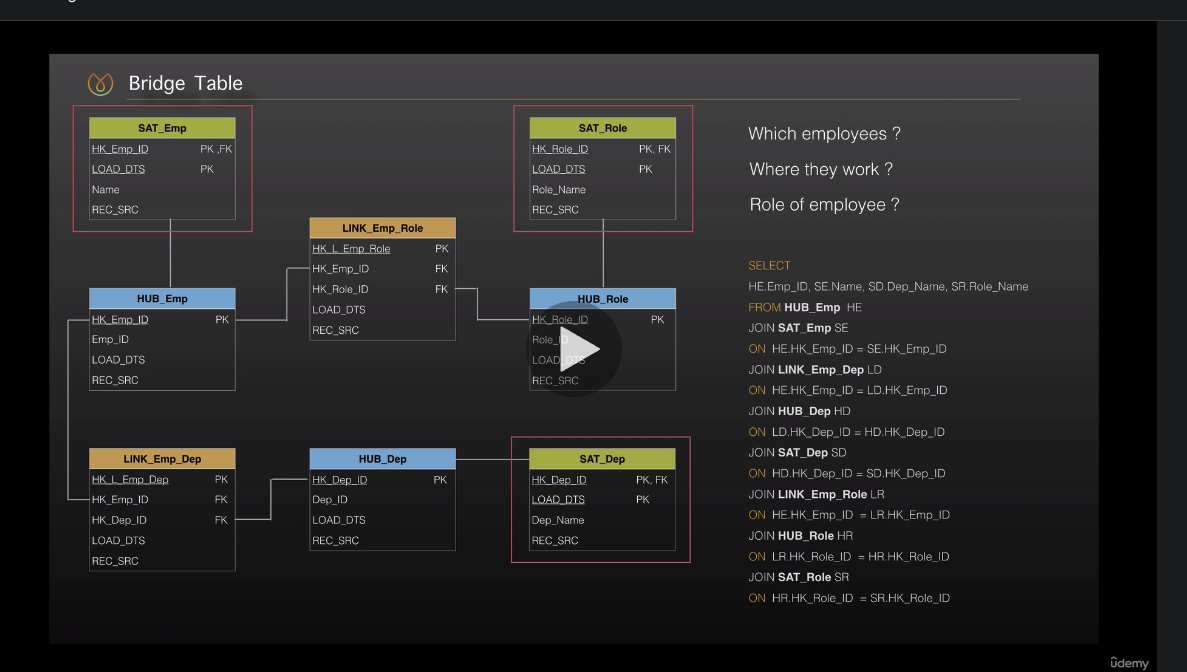 Bridge Table
SAT_Emp
HK_Emp_ID PK ,FK
LOAD_DTS PK
Name
REC_SRC
SAT_Role
HK_Role_ID PK, FK
LOAD_DTS PK
Role_Name
REC_SRC
LINK_Emp_Role
HK_L_Emp_Role PK
HK_Emp_ID FK
HK_Role_ID FK
LOAD_DTS
REC_SRC
HUB_Emp
HK_Emp_ID PK
Emp_ID
LOAD_DTS
REC_SRC
HUB_Role
HK_Role_ID PK
Role_ID
LOAD_DTS
REC_SRC
LINK_Emp_Dep
HK_L_Emp_Dep PK
HK_Emp_ID FK
HK_Dep_ID FK
LOAD_DTS
REC_SRC
HUB_Dep
HK_Dep_ID PK
Dep_ID
LOAD_DTS
REC_SRC
SAT_Dep
HK_Dep_ID PK, FK
LOAD_DTS PK
Dep_Name
REC_SRC
Which employees ?
Where they work ?
Role of employee ?
SELECT
HE.Emp_ID, SE.Name, SD.Dep_Name, SR.Role_Name
FROM HUB_Emp HE
JOIN SAT_Emp SE
ON HE.HK_Emp_ID = SE.HK_Emp_ID
JOIN LINK_Emp_Dep LD
ON HE.HK_Emp_ID = LD.HK_Emp_ID
JOIN HUB_Dep HD
ON LD.HK_Dep_ID = HD.HK_Dep_ID
JOIN SAT_Dep SD
ON HD.HK_Dep_ID = SD.HK_Dep_ID
JOIN LINK_Emp_Role LR
ON HE.HK_Emp_ID = LR.HK_Emp_ID
JOIN HUB_Role HR
ON LR.HK_Role_ID = HR.HK_Role_ID
JOIN SAT_Role SR
ON HR.HK_Role_ID = SR.HK_Role_ID
ûdemy